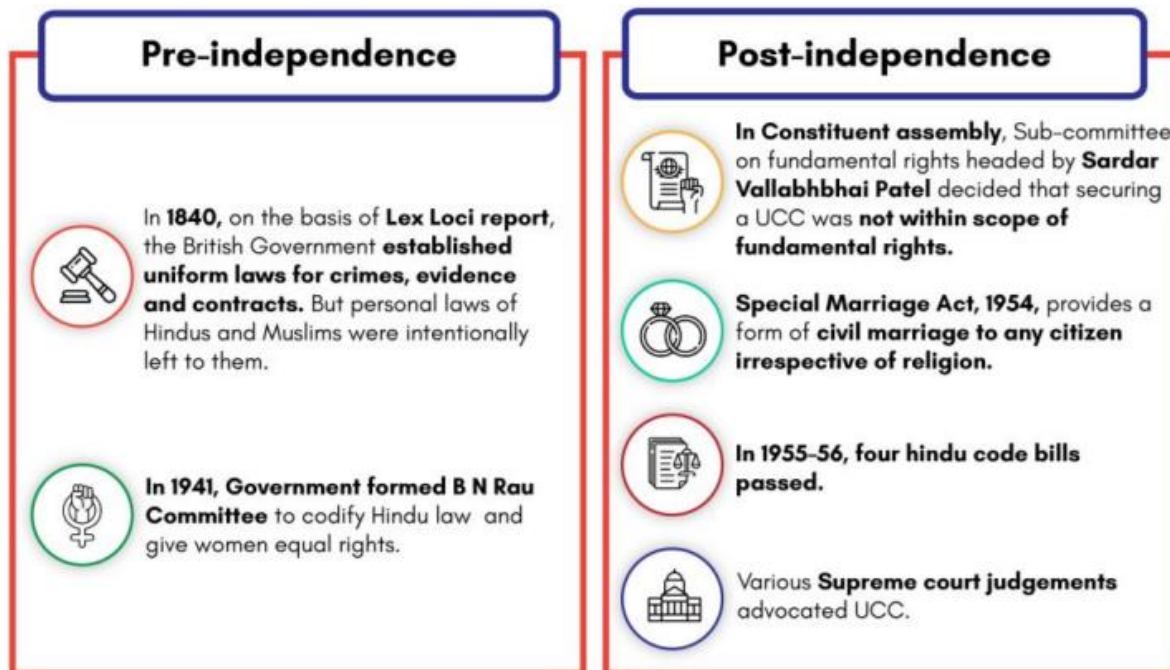 Pre-independence
In 1840, on the basis of Lex Loci report,
the British Government established
uniform laws for crimes, evidence
and contracts. But personal laws of
Hindus and Muslims were intentionally
left to them.
In 1941, Government formed B N Rau
Committee to codify Hindu law and
give women equal rights.
Post-independence
In Constituent assembly, Sub-committee
on fundamental rights headed by Sardar
Vallabhbhai Patel decided that securing
a UCC was not within scope of
fundamental rights.
Special Marriage Act, 1954, provides a
form of civil marriage to any citizen
irrespective of religion.
In 1955-56, four hindu code bills
passed.
Various Supreme court judgements
advocated UCC.